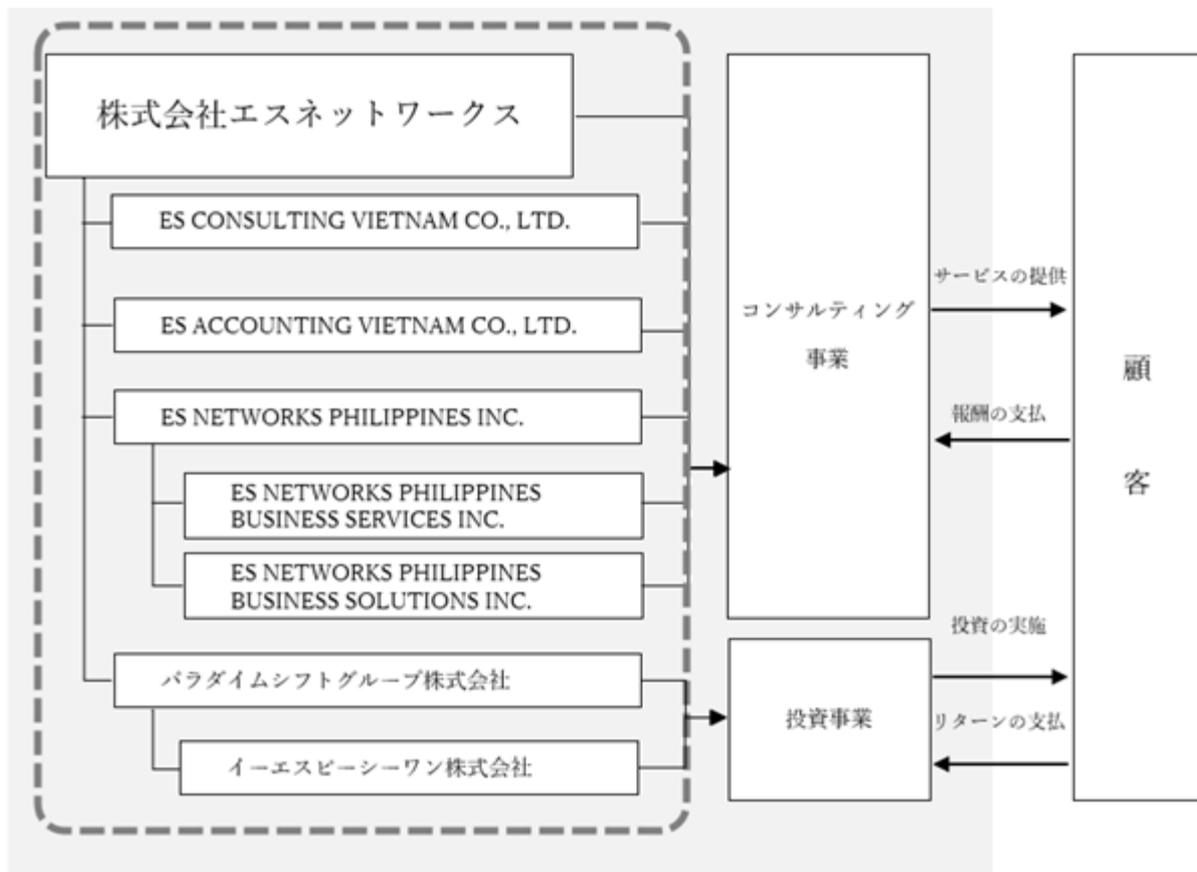 株式会社エスネットワークス
ES CONSULTING VIETNAM CO., LTD.
ES ACCOUNTING VIETNAM CO., LTD.
ES NETWORKS PHILIPPINES INC.
ES NETWORKS PHILIPPINES
BUSINESS SERVICES INC.
ES NETWORKS PHILIPPINES
BUSINESS SOLUTIONS INC.
パラダイムシフトグループ株式会社
イーエスピーシーワン株式会社
コンサルティング
事業
投資事業
サービスの提供
報酬の支払
投資の実施
リターンの支払
顧
客